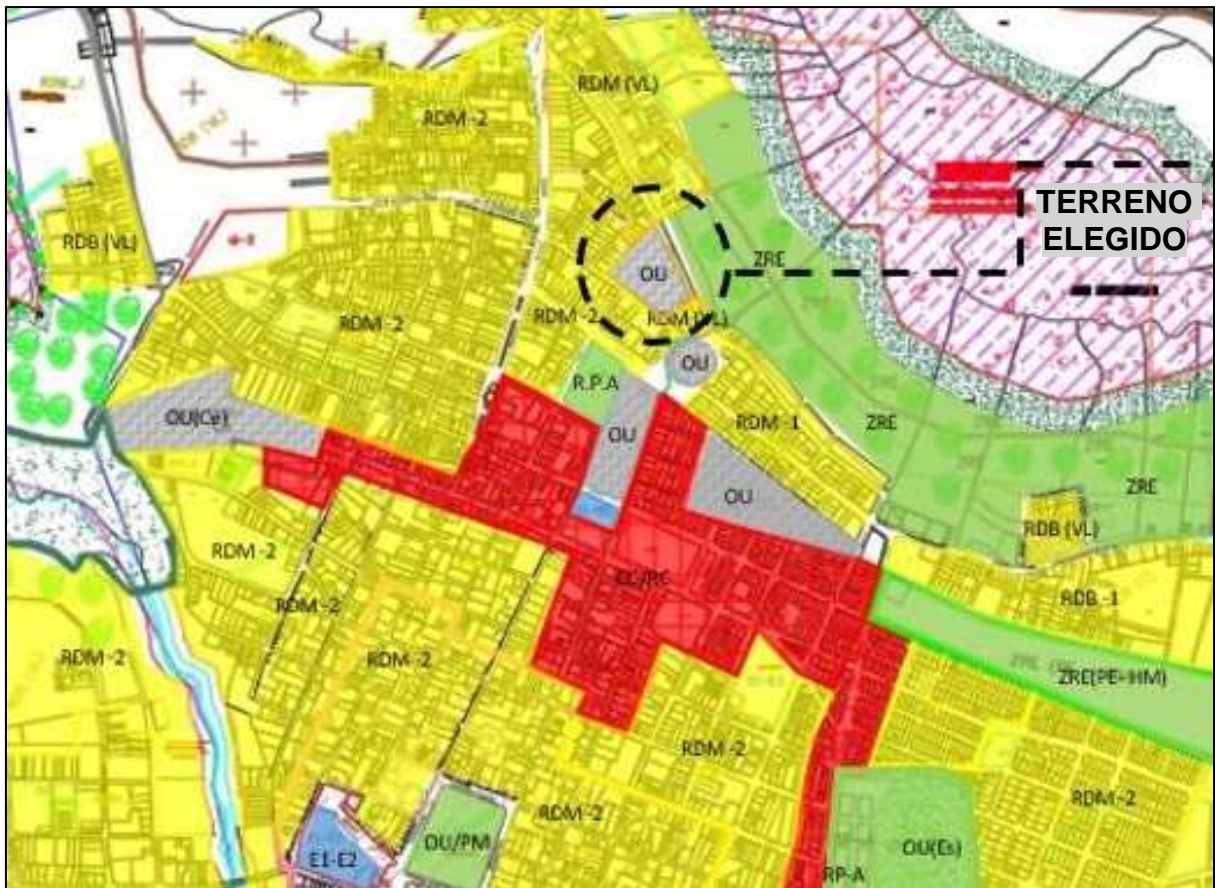 RDM (VL)
RDM -2
TERRENO
ELEGIDO
RDB (VL)
ZRE
OU
RDM -2
RDM -2
RDM (VL)
OU
R.P.A
OU(Ce)
OU
RDM -1
ZRE
OU
ZRE
RDB (VL)
RDM -2
CC/RC
RDM -2
RDB -1
RDM -2
RDM -2
ZRE(PE-HM)
RDM -2
RDM -2
RDM -2
OU/PM
OU(Es)
E1-E2
RP-A